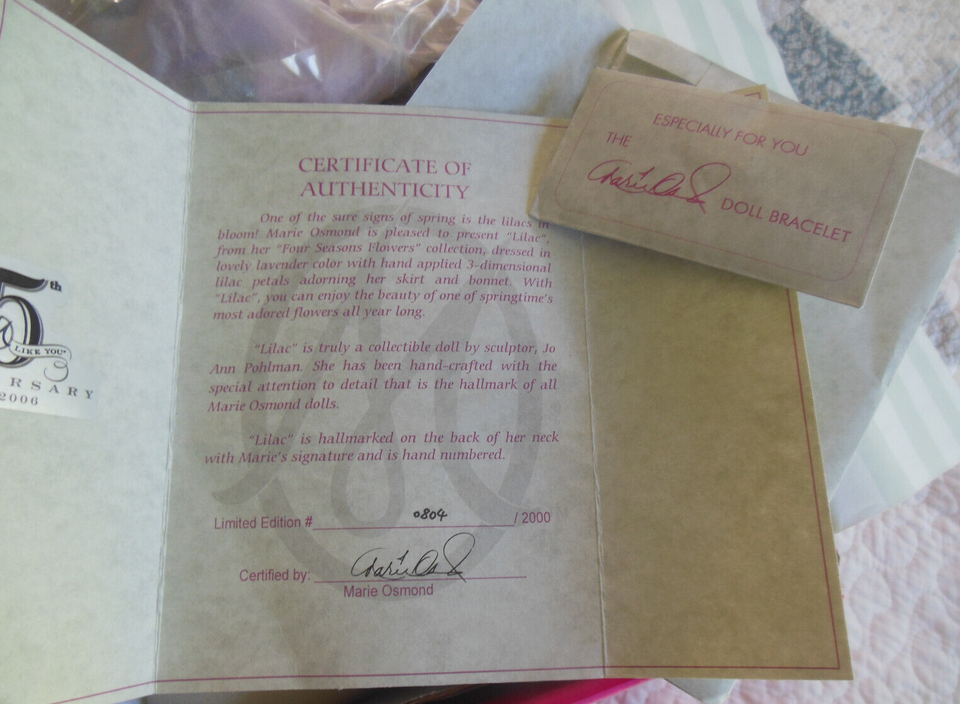 5th
LIKE YOU"
RSARY
2006
CERTIFICATE OF
AUTHENTICITY
One of the sure signs of spring is the lilacs in
bloom! Marie Osmond is pleased to present "Lilac",
from her "Four Seasons Flowers" collection, dressed in
lovely lavender color with hand applied 3-dimensional
lilac petals adorning her skirt and bonnet. With
"Lilac", you can enjoy the beauty of one of springtime's
most adored flowers all year long.
"Lilac" is truly a collectible doll by sculptor, Jo
Ann Pohlman. She has been hand-crafted with the
special attention to detail that is the hallmark of all
Marie Osmond dolls.
"Lilac" is hallmarked on the back of her neck
with Marie's signature and is hand numbered.
Limited Edition # 0804 / 2000
Certified by: Marie Os
Marie Osmond
ESPECIALLY FOR YOU
THE
Marie Os DOLL BRACELET